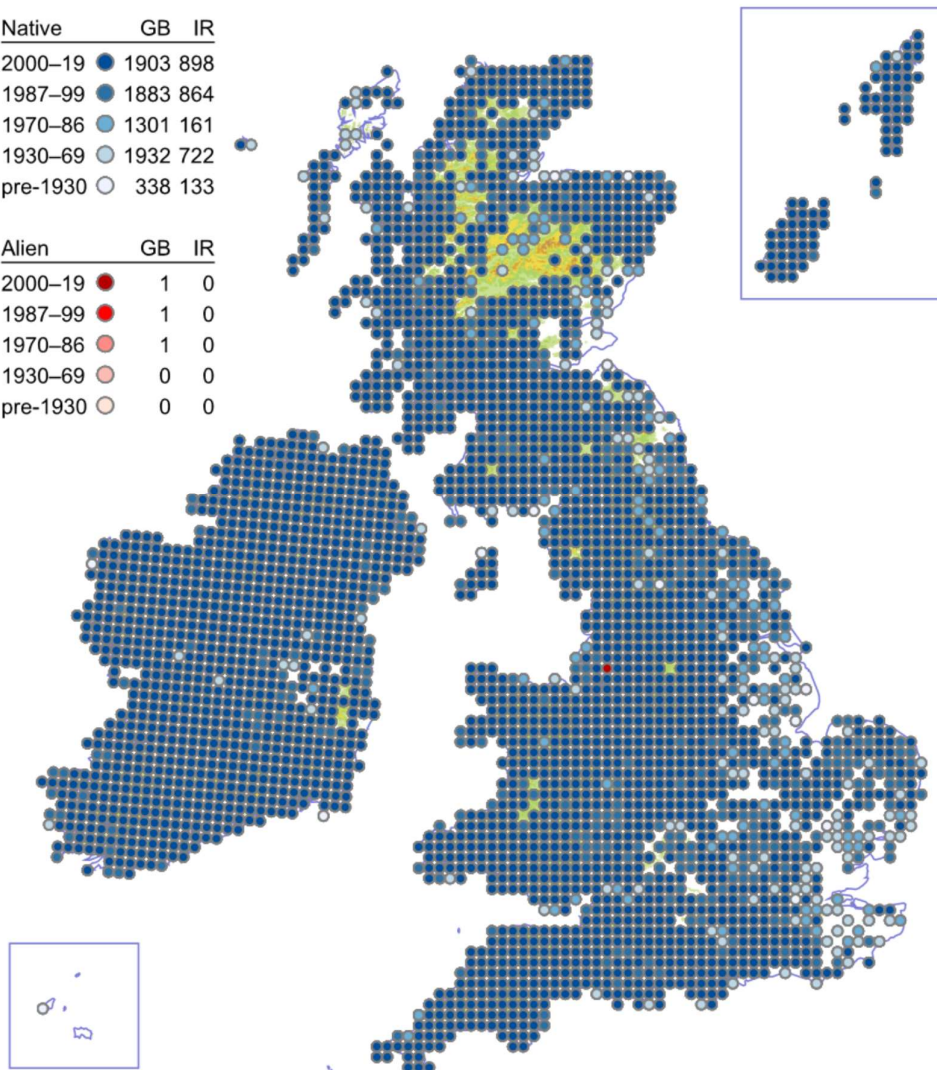 Native GB IR
2000–19 1903 898
1987–99 1883 864
1970–86 1301 161
1930–69 1932 722
pre-1930 338 133
Alien GB IR
2000–19 1 0
1987–99 1 0
1970–86 1 0
1930–69 0 0
pre-1930 0 0